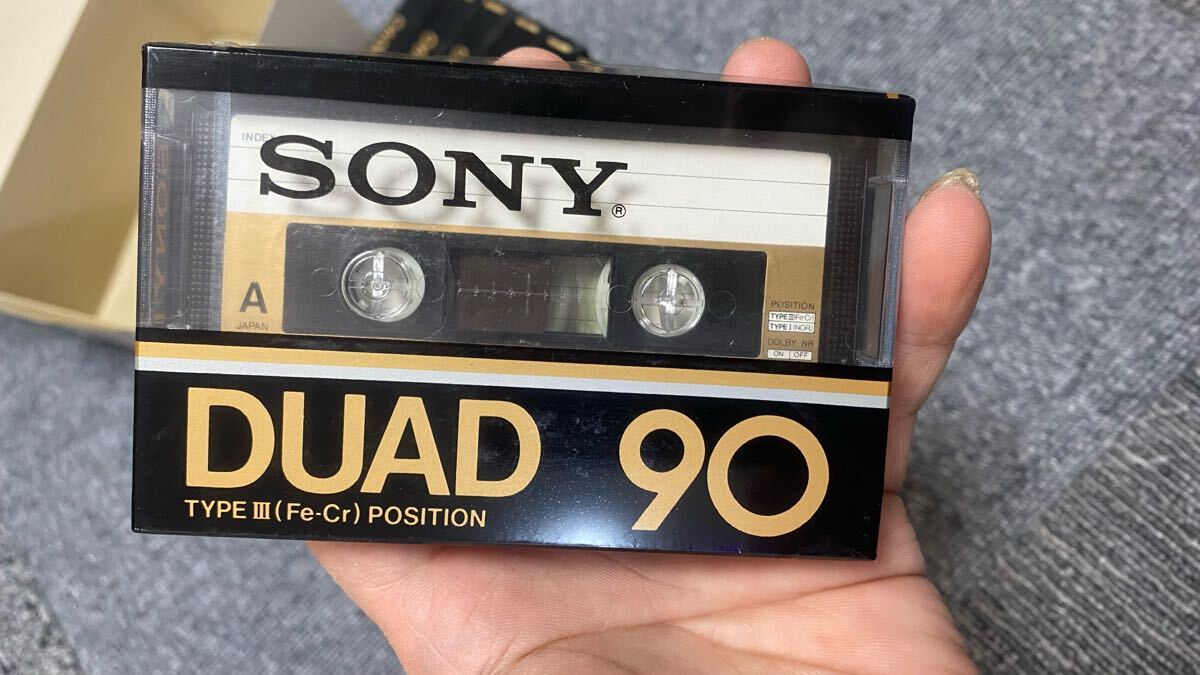 INDEX
SONY®
A
JAPAN
POSITION
TYPE III (Fe-Cr)
TYPE I (NOR)
DOLBY NR
ON OFF
DUAD 90
TYPE III (Fe-Cr) POSITION